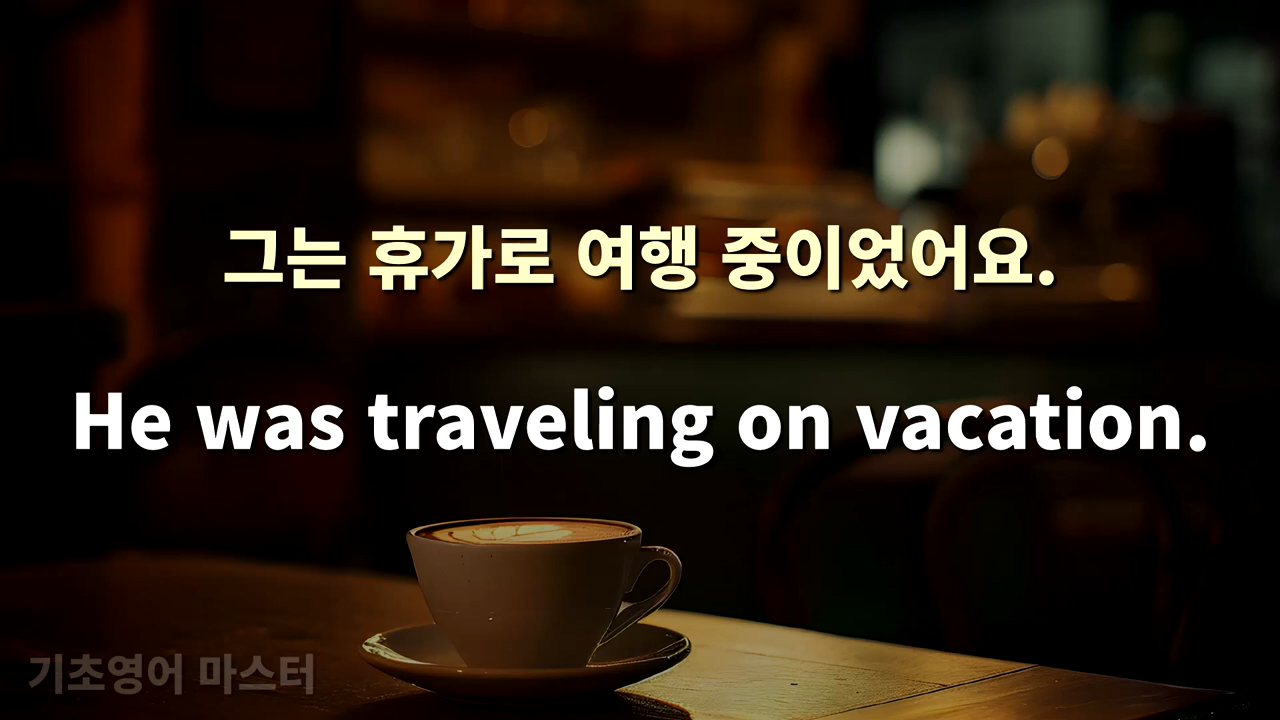 그는 휴가로 여행 중이었어요.
He was traveling on vacation.
기초영어 마스터